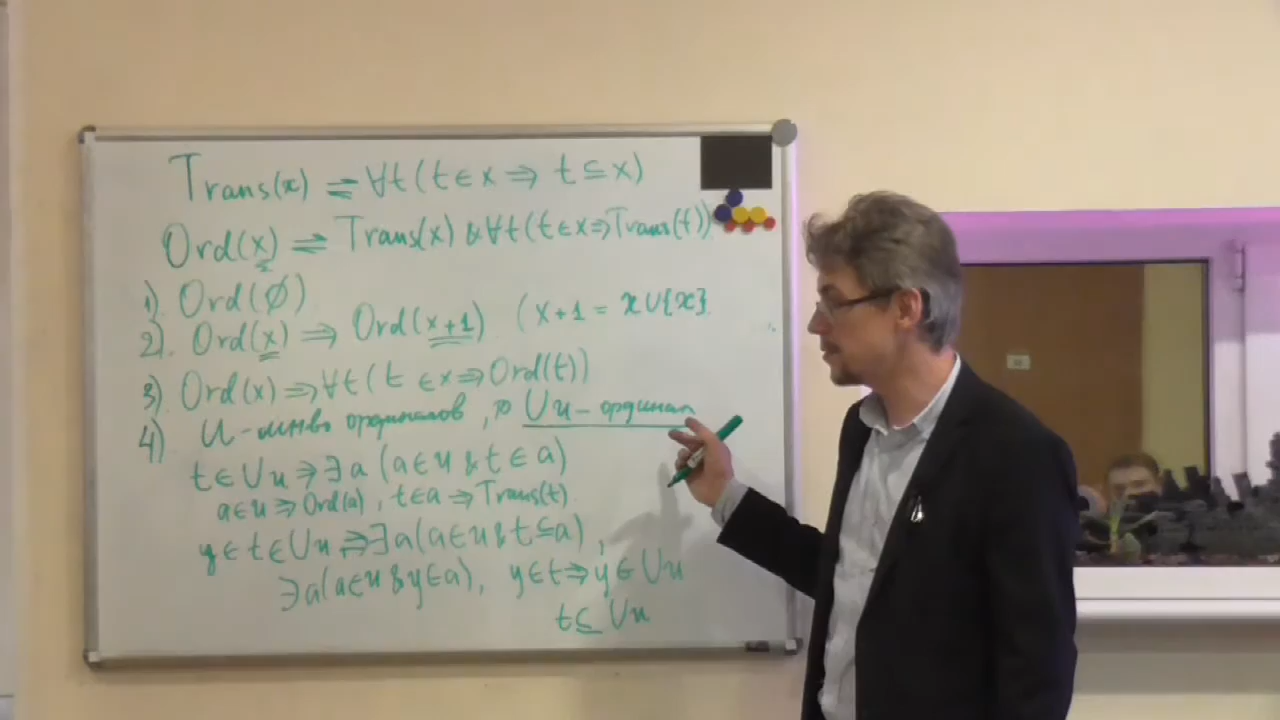 Trans(x) ⇌ ∀t(t∈x ⇒ t⊆x)
Ord(x) ⇌ Trans(x) & ∀t(t∈x⇒Trans(t))
1). Ord(∅)
2). Ord(x) ⇒ Ord(x+1) (x+1 = x∪{x}
3). Ord(x)⇒∀t(t∈x⇒Ord(t))
4) u-мн-во ординалов, то ∪u-ординал
t∈∪u⇒∃a(a∈u & t∈a)
a∈u⇒Ord(a), t∈a⇒Trans(t).
y∈t∈∪u⇒∃a(a∈u & t⊆a),
∃a(a∈u & y∈a), y∈t⇒y∈∪u
t⊆∪u